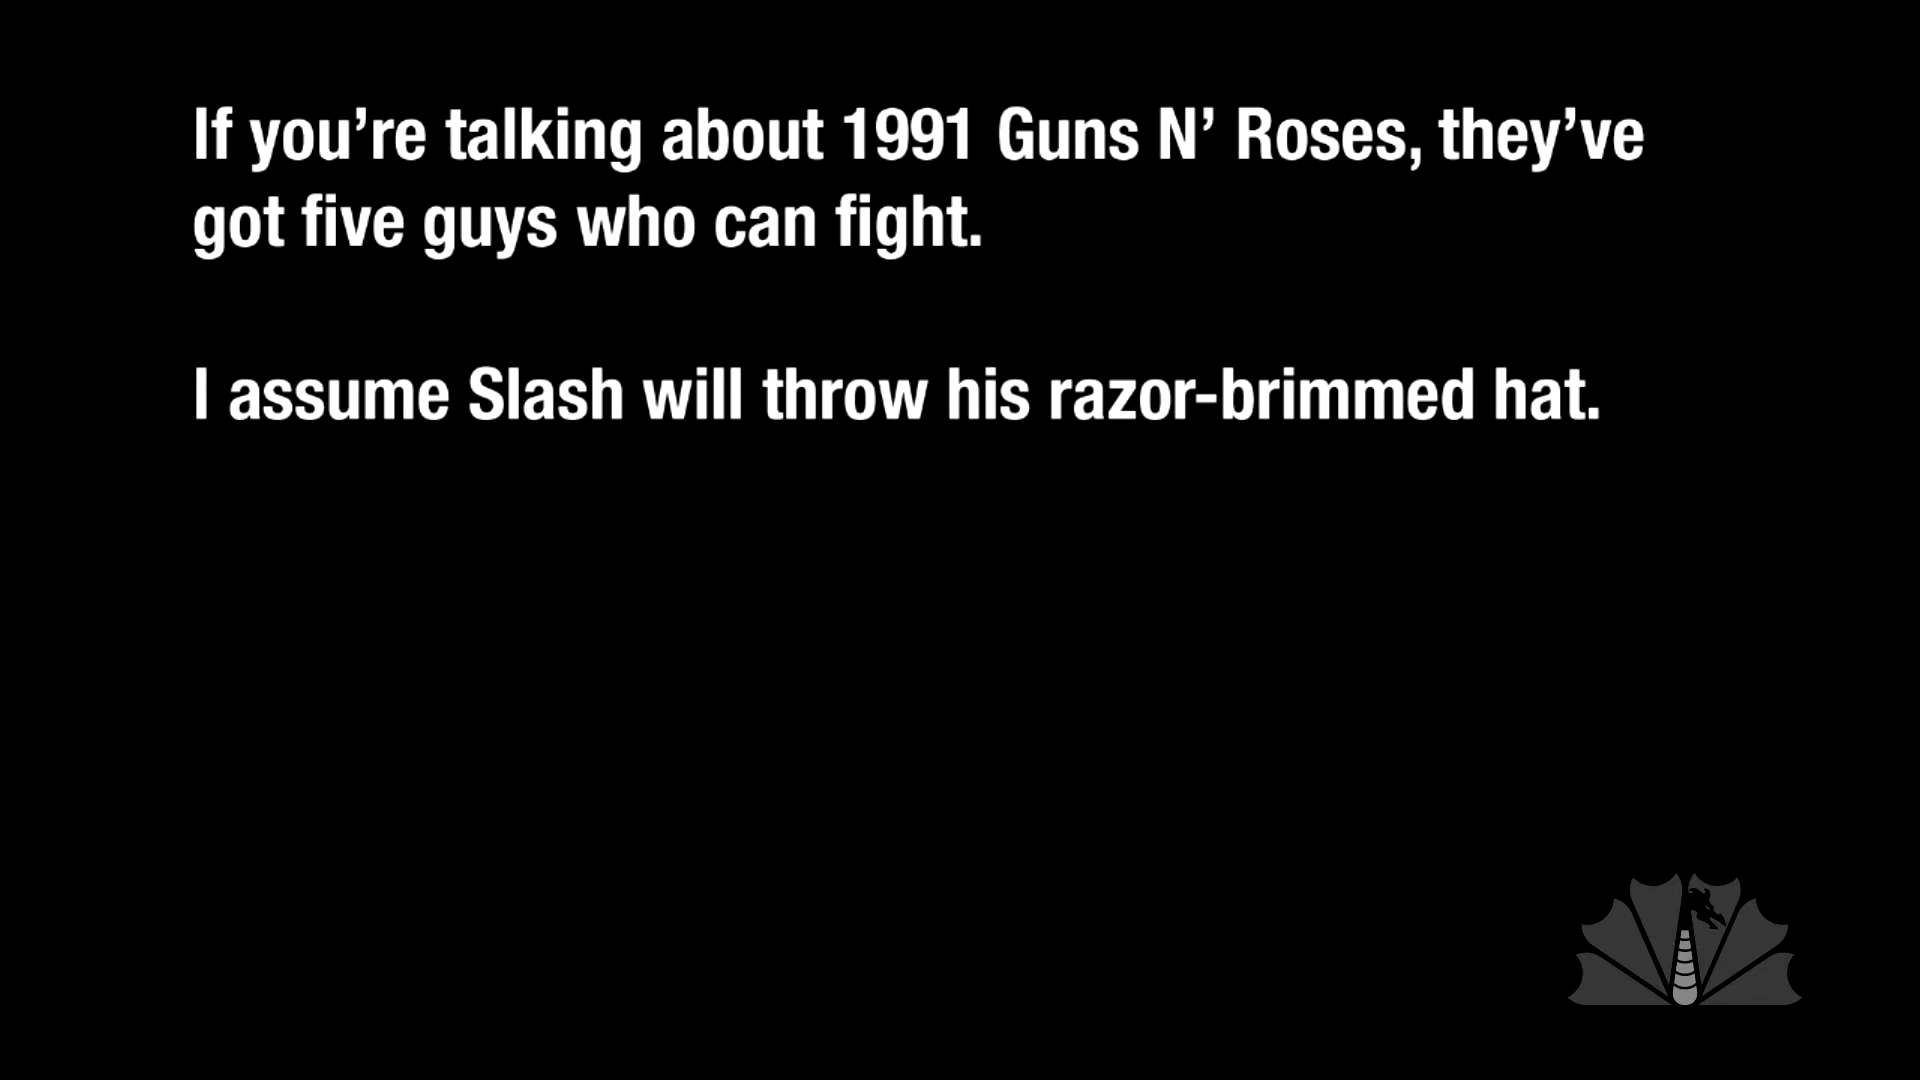 If you’re talking about 1991 Guns N’ Roses, they’ve
got five guys who can fight.
I assume Slash will throw his razor-brimmed hat.